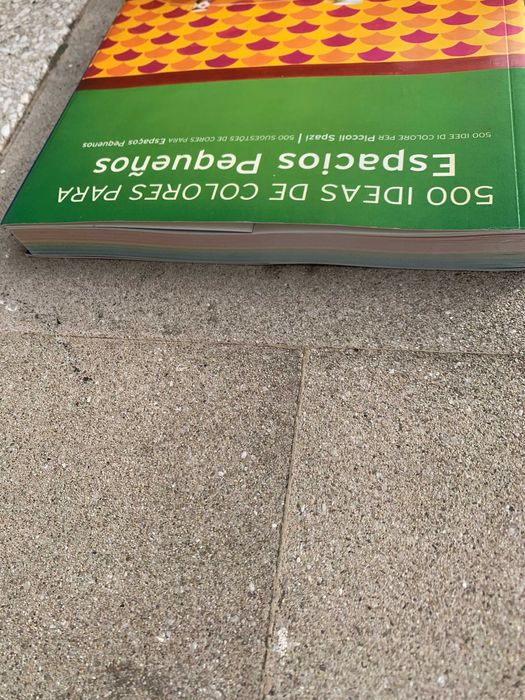 500 IDEAS DE COLORES PARA
Espacios Pequeños
500 IDEE DI COLORE PER Piccoli Spazi | 500 SUGESTÕES DE CORES PARA Espaços Pequenos